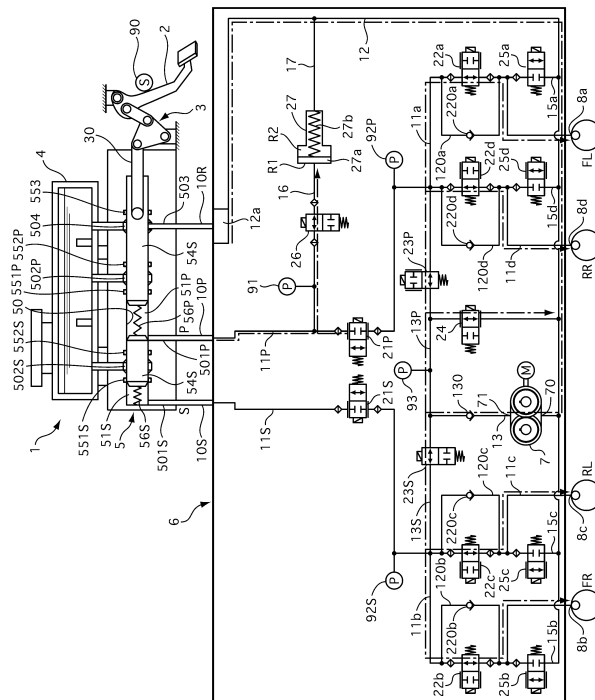 90
S
2
3
30
4
553
504
552P
502P
551P
50
552S
502S
1
503
10R
54S
51P
56P
P
10P
501P
54S
551S
51S
5
56S
S
501S
10S
6
12
17
12a
R2
R1
27
27b
27a
16
26
91
P
92P
P
11P
21P
21S
11S
22a
25a
11a
220a
120a
15a
8a
FL
22d
25d
220d
120d
11d
15d
8d
RR
23P
13P
24
P
93
130
71
13
70
M
7
23S
13S
120c
11c
220c
RL
8c
15c
22c
25c
92S
P
11b
120b
220b
FR
8b
15b
22b
25b